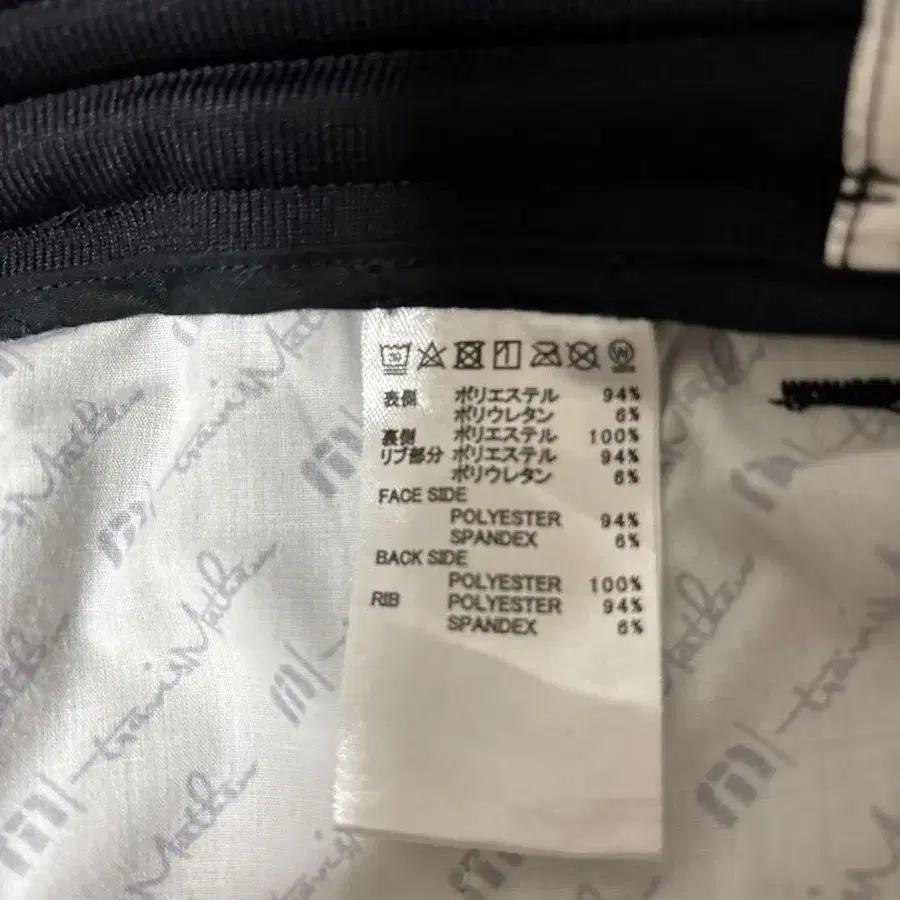 30
W
表側 ポリエステル 94%
ポリウレタン 6%
裏側 ポリエステル 100%
リブ部分 ポリエステル 94%
ポリウレタン 6%
FACE SIDE
POLYESTER 94%
SPANDEX 6%
BACK SIDE
POLYESTER 100%
RIB POLYESTER 94%
SPANDEX 6%